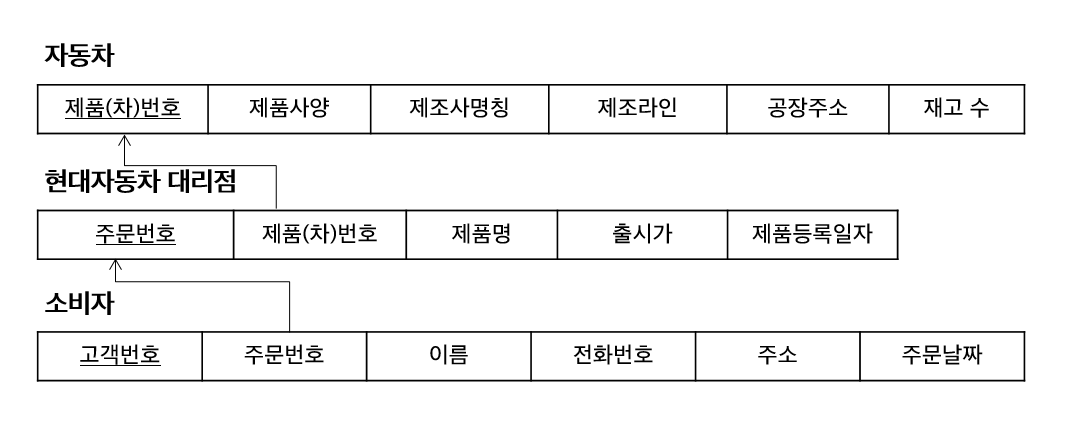 자동차
제품(차)번호 제품사양 제조사명칭 제조라인 공장주소 재고 수
현대자동차 대리점
주문번호 제품(차)번호 제품명 출시가 제품등록일자
소비자
고객번호 주문번호 이름 전화번호 주소 주문날짜